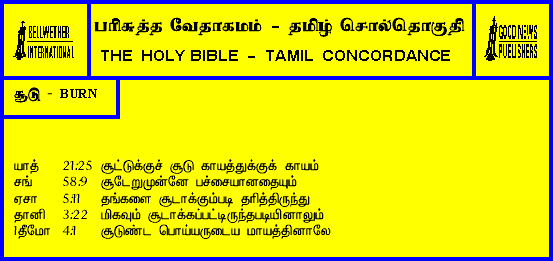 BELLWETHER
INTERNATIONAL
பரிசுத்த வேதாகமம் - தமிழ் சொல்தொகுதி
THE HOLY BIBLE - TAMIL CONCORDANCE
GOOD NEWS
PUBLISHERS
சூடு - BURN
யாத் 21:25 சூட்டுக்குச் சூடு காயத்துக்குக் காயம்
சங் 58:9 சூடேறுமுன்னே பச்சையானதையும்
ஏசா 5:11 தங்களை சூடாக்கும்படி தரித்திருந்து
தானி 3:22 மிகவும் சூடாக்கப்பட்டிருந்தபடியினாலும்
1தீமோ 4:1 சூடுண்ட பொய்யருடைய மாயத்தினாலே